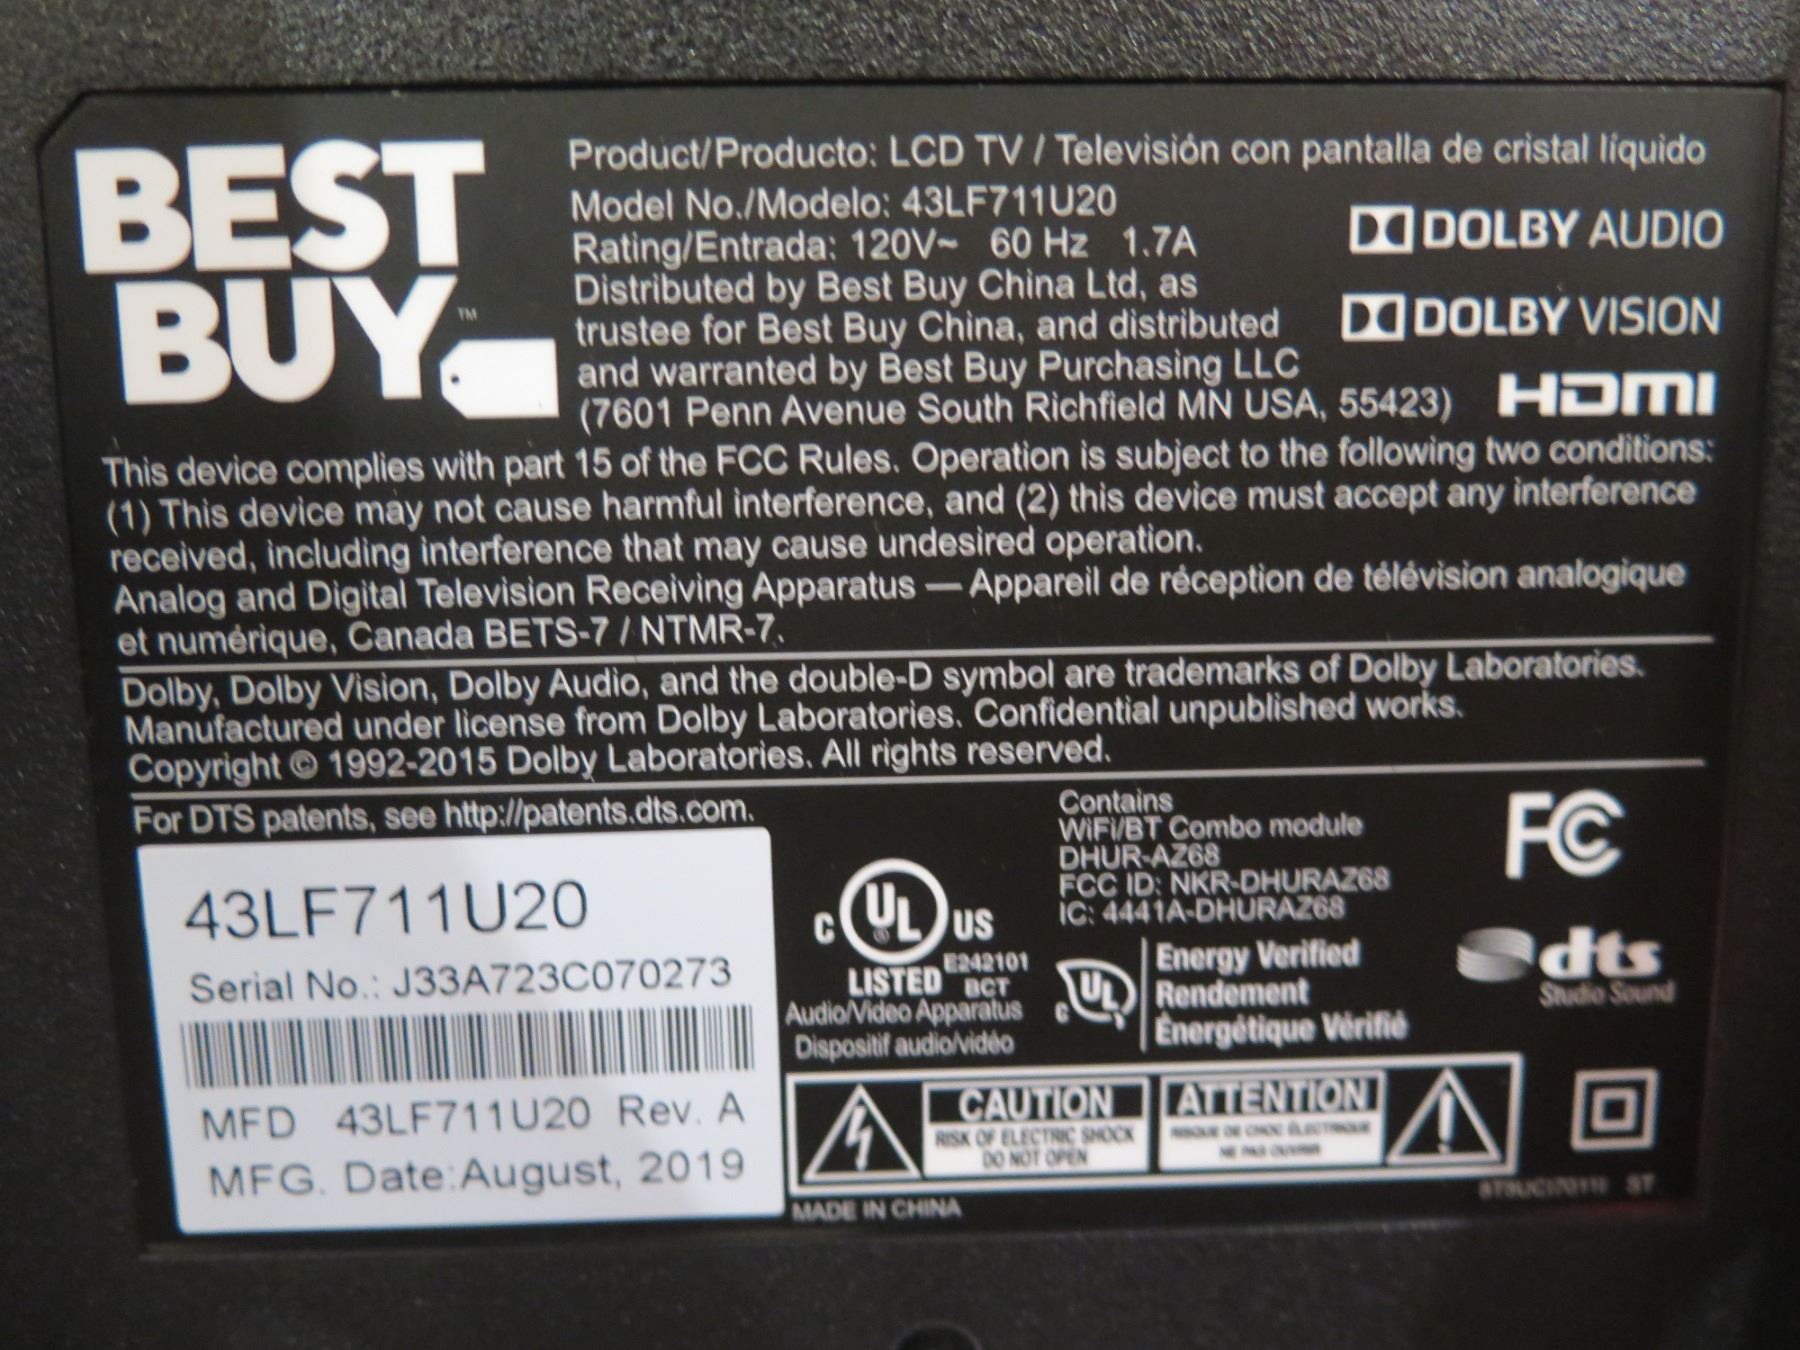 BEST
BUY™
Product/Producto: LCD TV / Televisión con pantalla de cristal líquido
Model No./Modelo: 43LF711U20
Rating/Entrada: 120V~ 60 Hz 1.7A
Distributed by Best Buy China Ltd, as
trustee for Best Buy China, and distributed
and warranted by Best Buy Purchasing LLC
(7601 Penn Avenue South Richfield MN USA, 55423)
DOLBY AUDIO
DOLBY VISION
HDMI
This device complies with part 15 of the FCC Rules. Operation is subject to the following two conditions:
(1) This device may not cause harmful interference, and (2) this device must accept any interference
received, including interference that may cause undesired operation.
Analog and Digital Television Receiving Apparatus — Appareil de réception de télévision analogique
et numérique, Canada BETS-7 / NTMR-7.
Dolby, Dolby Vision, Dolby Audio, and the double-D symbol are trademarks of Dolby Laboratories.
Manufactured under license from Dolby Laboratories. Confidential unpublished works.
Copyright © 1992-2015 Dolby Laboratories. All rights reserved.
For DTS patents, see http://patents.dts.com.
43LF711U20
Serial No.: J33A723C070273
MFD 43LF711U20 Rev. A
MFG. Date:August, 2019
C UL ® US
LISTED E242101
BCT
Audio/Video Apparatus
Dispositif audio/vidéo
Contains
WiFi/BT Combo module
DHUR-AZ68
FCC ID: NKR-DHURAZ68
IC: 4441A-DHURAZ68
FC
c UL
Energy Verified
Rendement
Énergétique Vérifié
dts
Studio Sound
CAUTION
RISK OF ELECTRIC SHOCK
DO NOT OPEN
ATTENTION
RISQUE DE CHOC ÉLECTRIQUE
NE PAS OUVRIR
MADE IN CHINA
ST